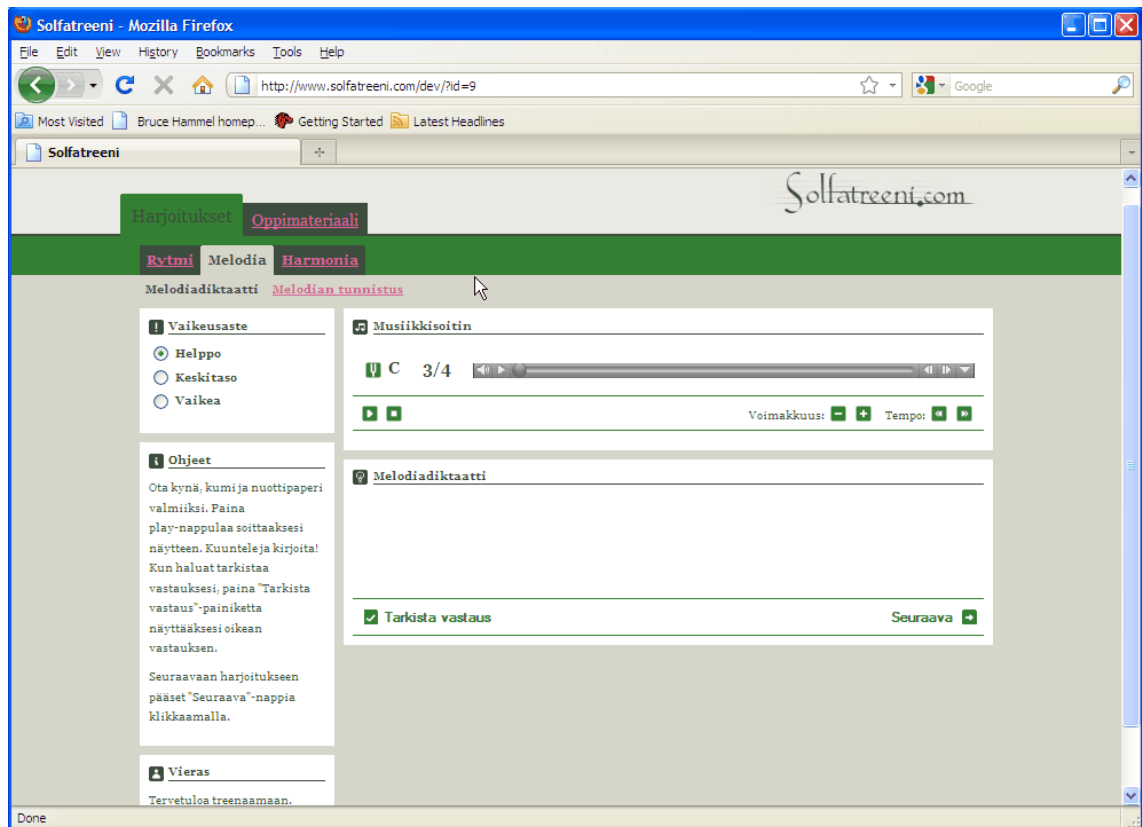 Solfatreeni - Mozilla Firefox
File Edit View History Bookmarks Tools Help
http://www.solfatreeni.com/dev/?id=9
Google
Most Visited Bruce Hammel homep... Getting Started Latest Headlines
Solfatreeni
Solfatreeni.com
Harjoitukset Oppimateriaali
Rytmi Melodia Harmonia
Melodiadiktaatti Melodian tunnistus
Vaikeusaste
Helppo
Keskitaso
Vaikea
Ohjeet
Ota kynä, kumi ja nuottipaperi
valmiiksi. Paina
play-nappulaa soittaaksesi
näytteen. Kuuntele ja kirjoita!
Kun haluat tarkistaa
vastauksesi, paina "Tarkista
vastaus"-painiketta
näyttääksesi oikean
vastauksen.
Seuraavaan harjoitukseen
pääset "Seuraava"-nappia
klikkaamalla.
Vieras
Tervetuloa treenaamaan.
Musiikkisoitin
C 3/4
Voimakkuus: Tempo:
Melodiadiktaatti
Tarkista vastaus Seuraava
Done